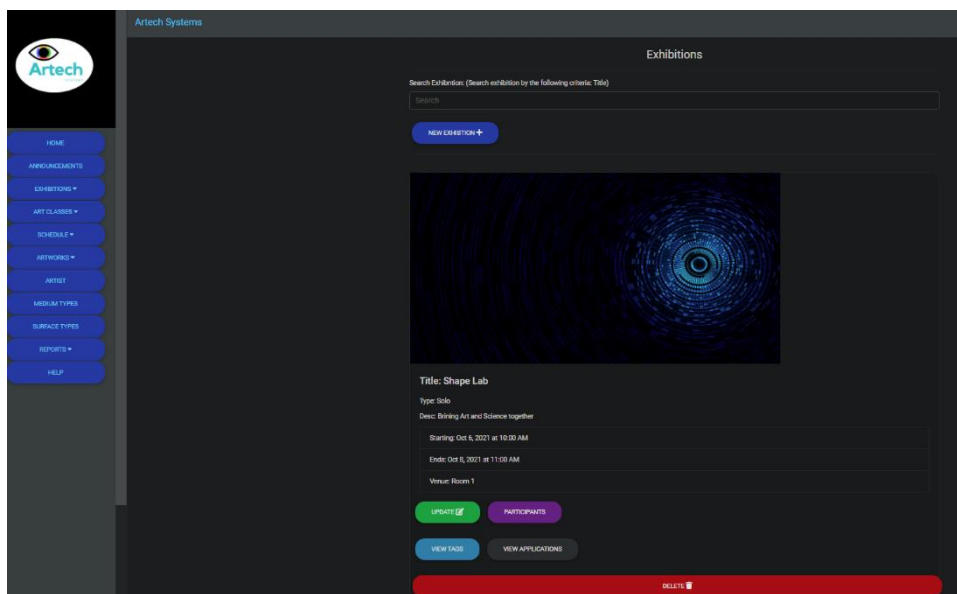 Artech Systems
Artech
Exhibitions
Search Exhibntion: (Search exhibition by the following criteria: Title)
Search
NEW EXHIBITION
HOME
ANNOUNCEMENTS
EXHIBITIONS
ART CLASSES
SCHEDULE
ARTWORKS
ARTIST
MEDIUM TYPES
SURFACE TYPES
REPORTS
HELP
Title: Shape Lab
Type: Solo
Desc: Brining Art and Science together
Starting: Oct 6, 2021 at 10:00 AM
Ends: Oct 8, 2021 at 11:00 AM
Venue: Room 1
UPDATE
PARTICIPANTS
VIEW TAGS
VIEW APPLICATIONS
DELETE